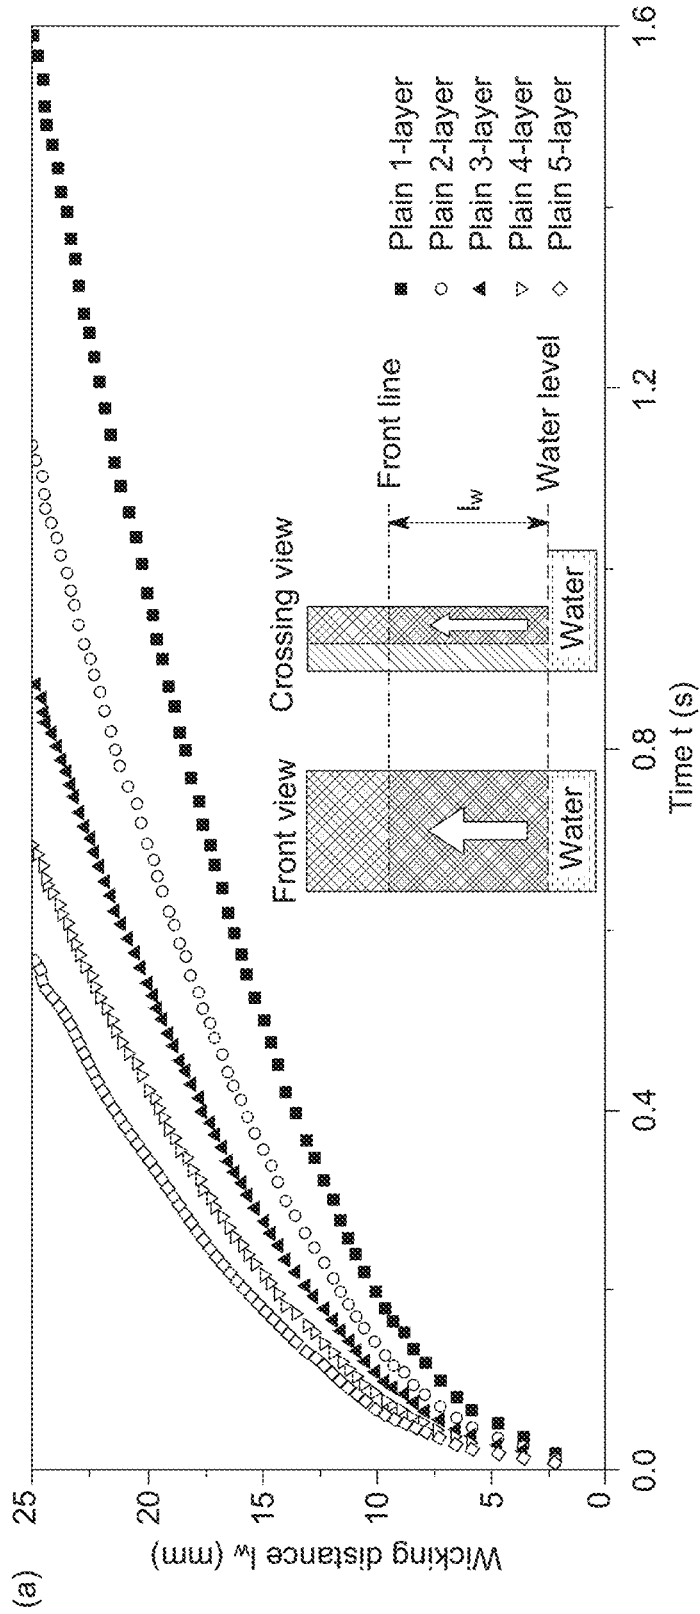 (a)
Wicking distance l_w (mm)
25
20
15
10
5
0
0.0
0.4
0.8
1.2
1.6
Time t (s)
Front view
Crossing view
Water
Water
Front line
Water level
l_w
Plain 1-layer
Plain 2-layer
Plain 3-layer
Plain 4-layer
Plain 5-layer